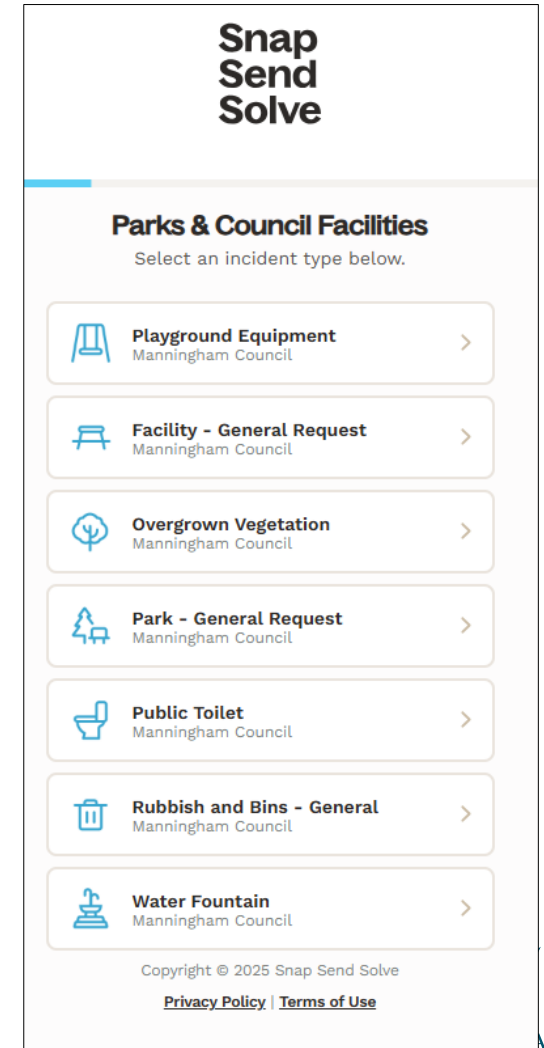 Snap
Send
Solve
Parks & Council Facilities
Select an incident type below.
Playground Equipment
Manningham Council
Facility - General Request
Manningham Council
Overgrown Vegetation
Manningham Council
Park - General Request
Manningham Council
Public Toilet
Manningham Council
Rubbish and Bins - General
Manningham Council
Water Fountain
Manningham Council
Copyright © 2025 Snap Send Solve
Privacy Policy | Terms of Use